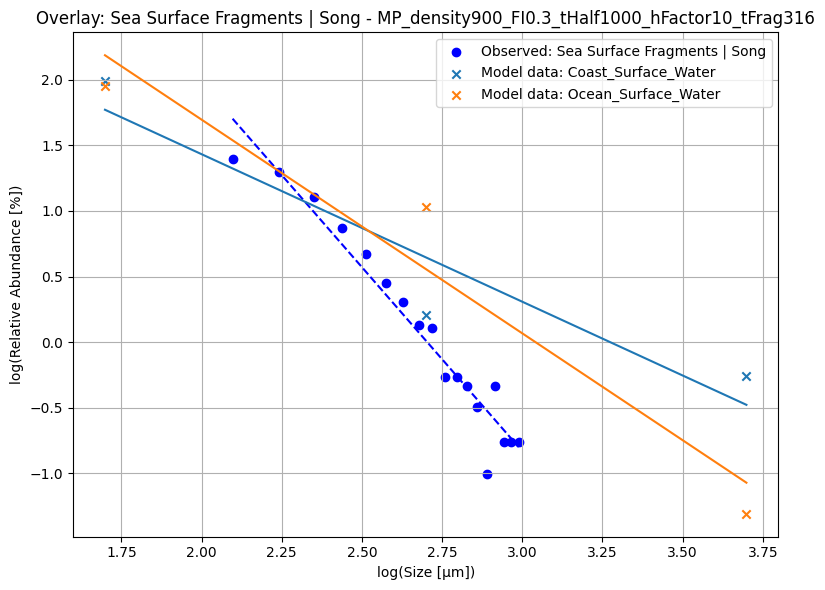 Overlay: Sea Surface Fragments | Song - MP_density900_FI0.3_tHalf1000_hFactor10_tFrag316
Observed: Sea Surface Fragments | Song
Model data: Coast_Surface_Water
Model data: Ocean_Surface_Water
log(Relative Abundance [%])
2.0
1.5
1.0
0.5
0.0
−0.5
−1.0
1.75 2.00 2.25 2.50 2.75 3.00 3.25 3.50 3.75
log(Size [μm])